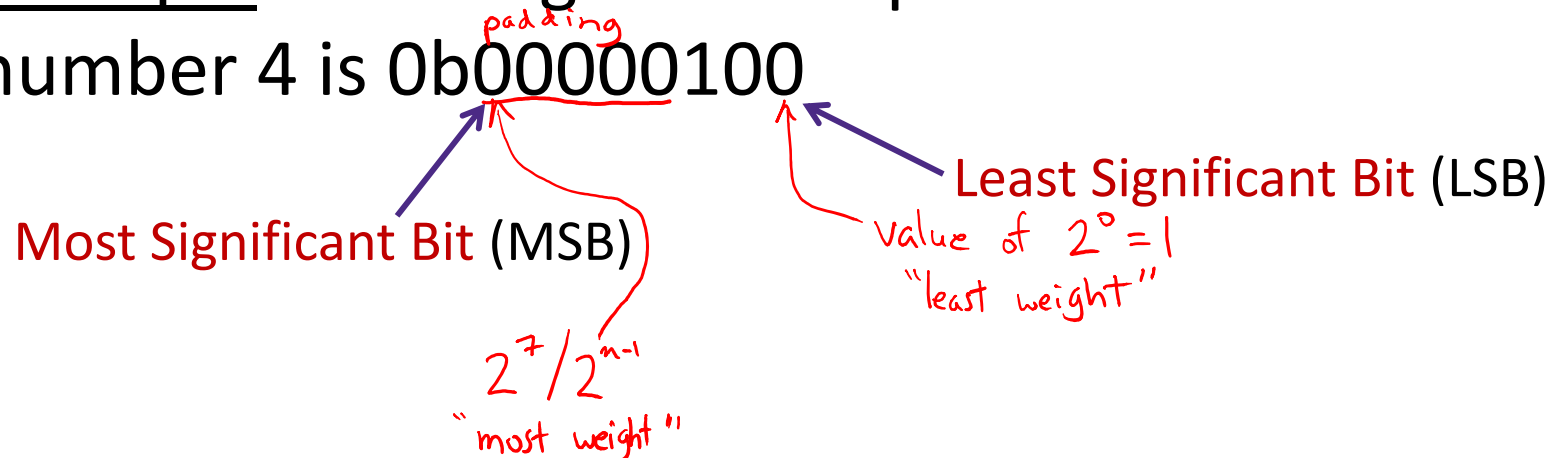 padding
number 4 is 0b00000100
Least Significant Bit (LSB)
Most Significant Bit (MSB)
value of 2⁰=1
"least weight"
2⁷/2ⁿ⁻¹
"most weight"